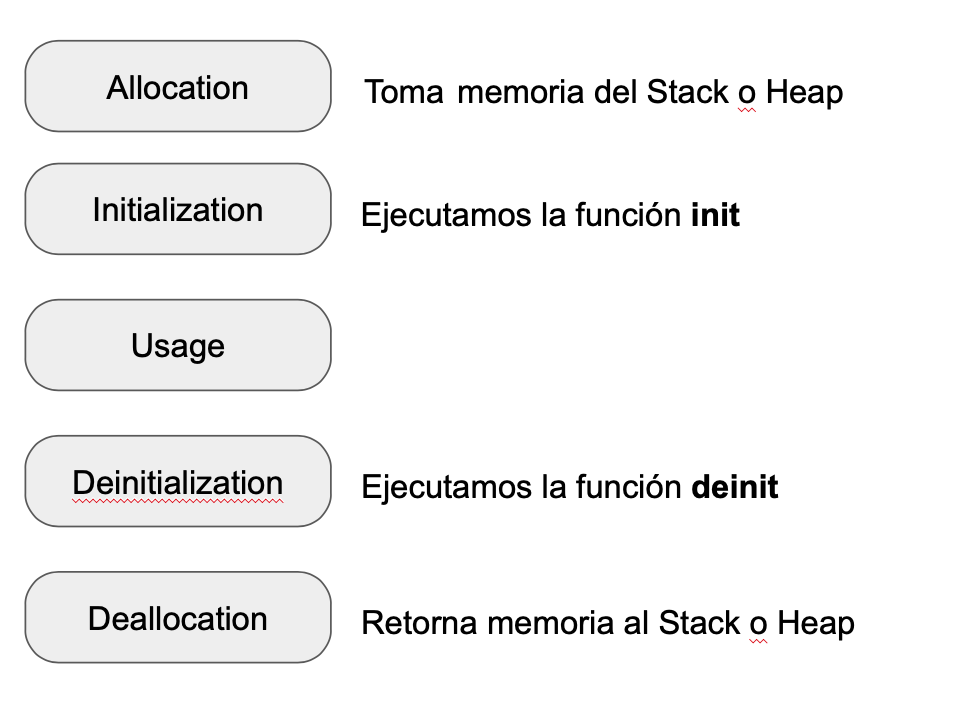 Allocation
Toma memoria del Stack o Heap
Initialization
Ejecutamos la función init
Usage
Deinitialization
Ejecutamos la función deinit
Deallocation
Retorna memoria al Stack o Heap